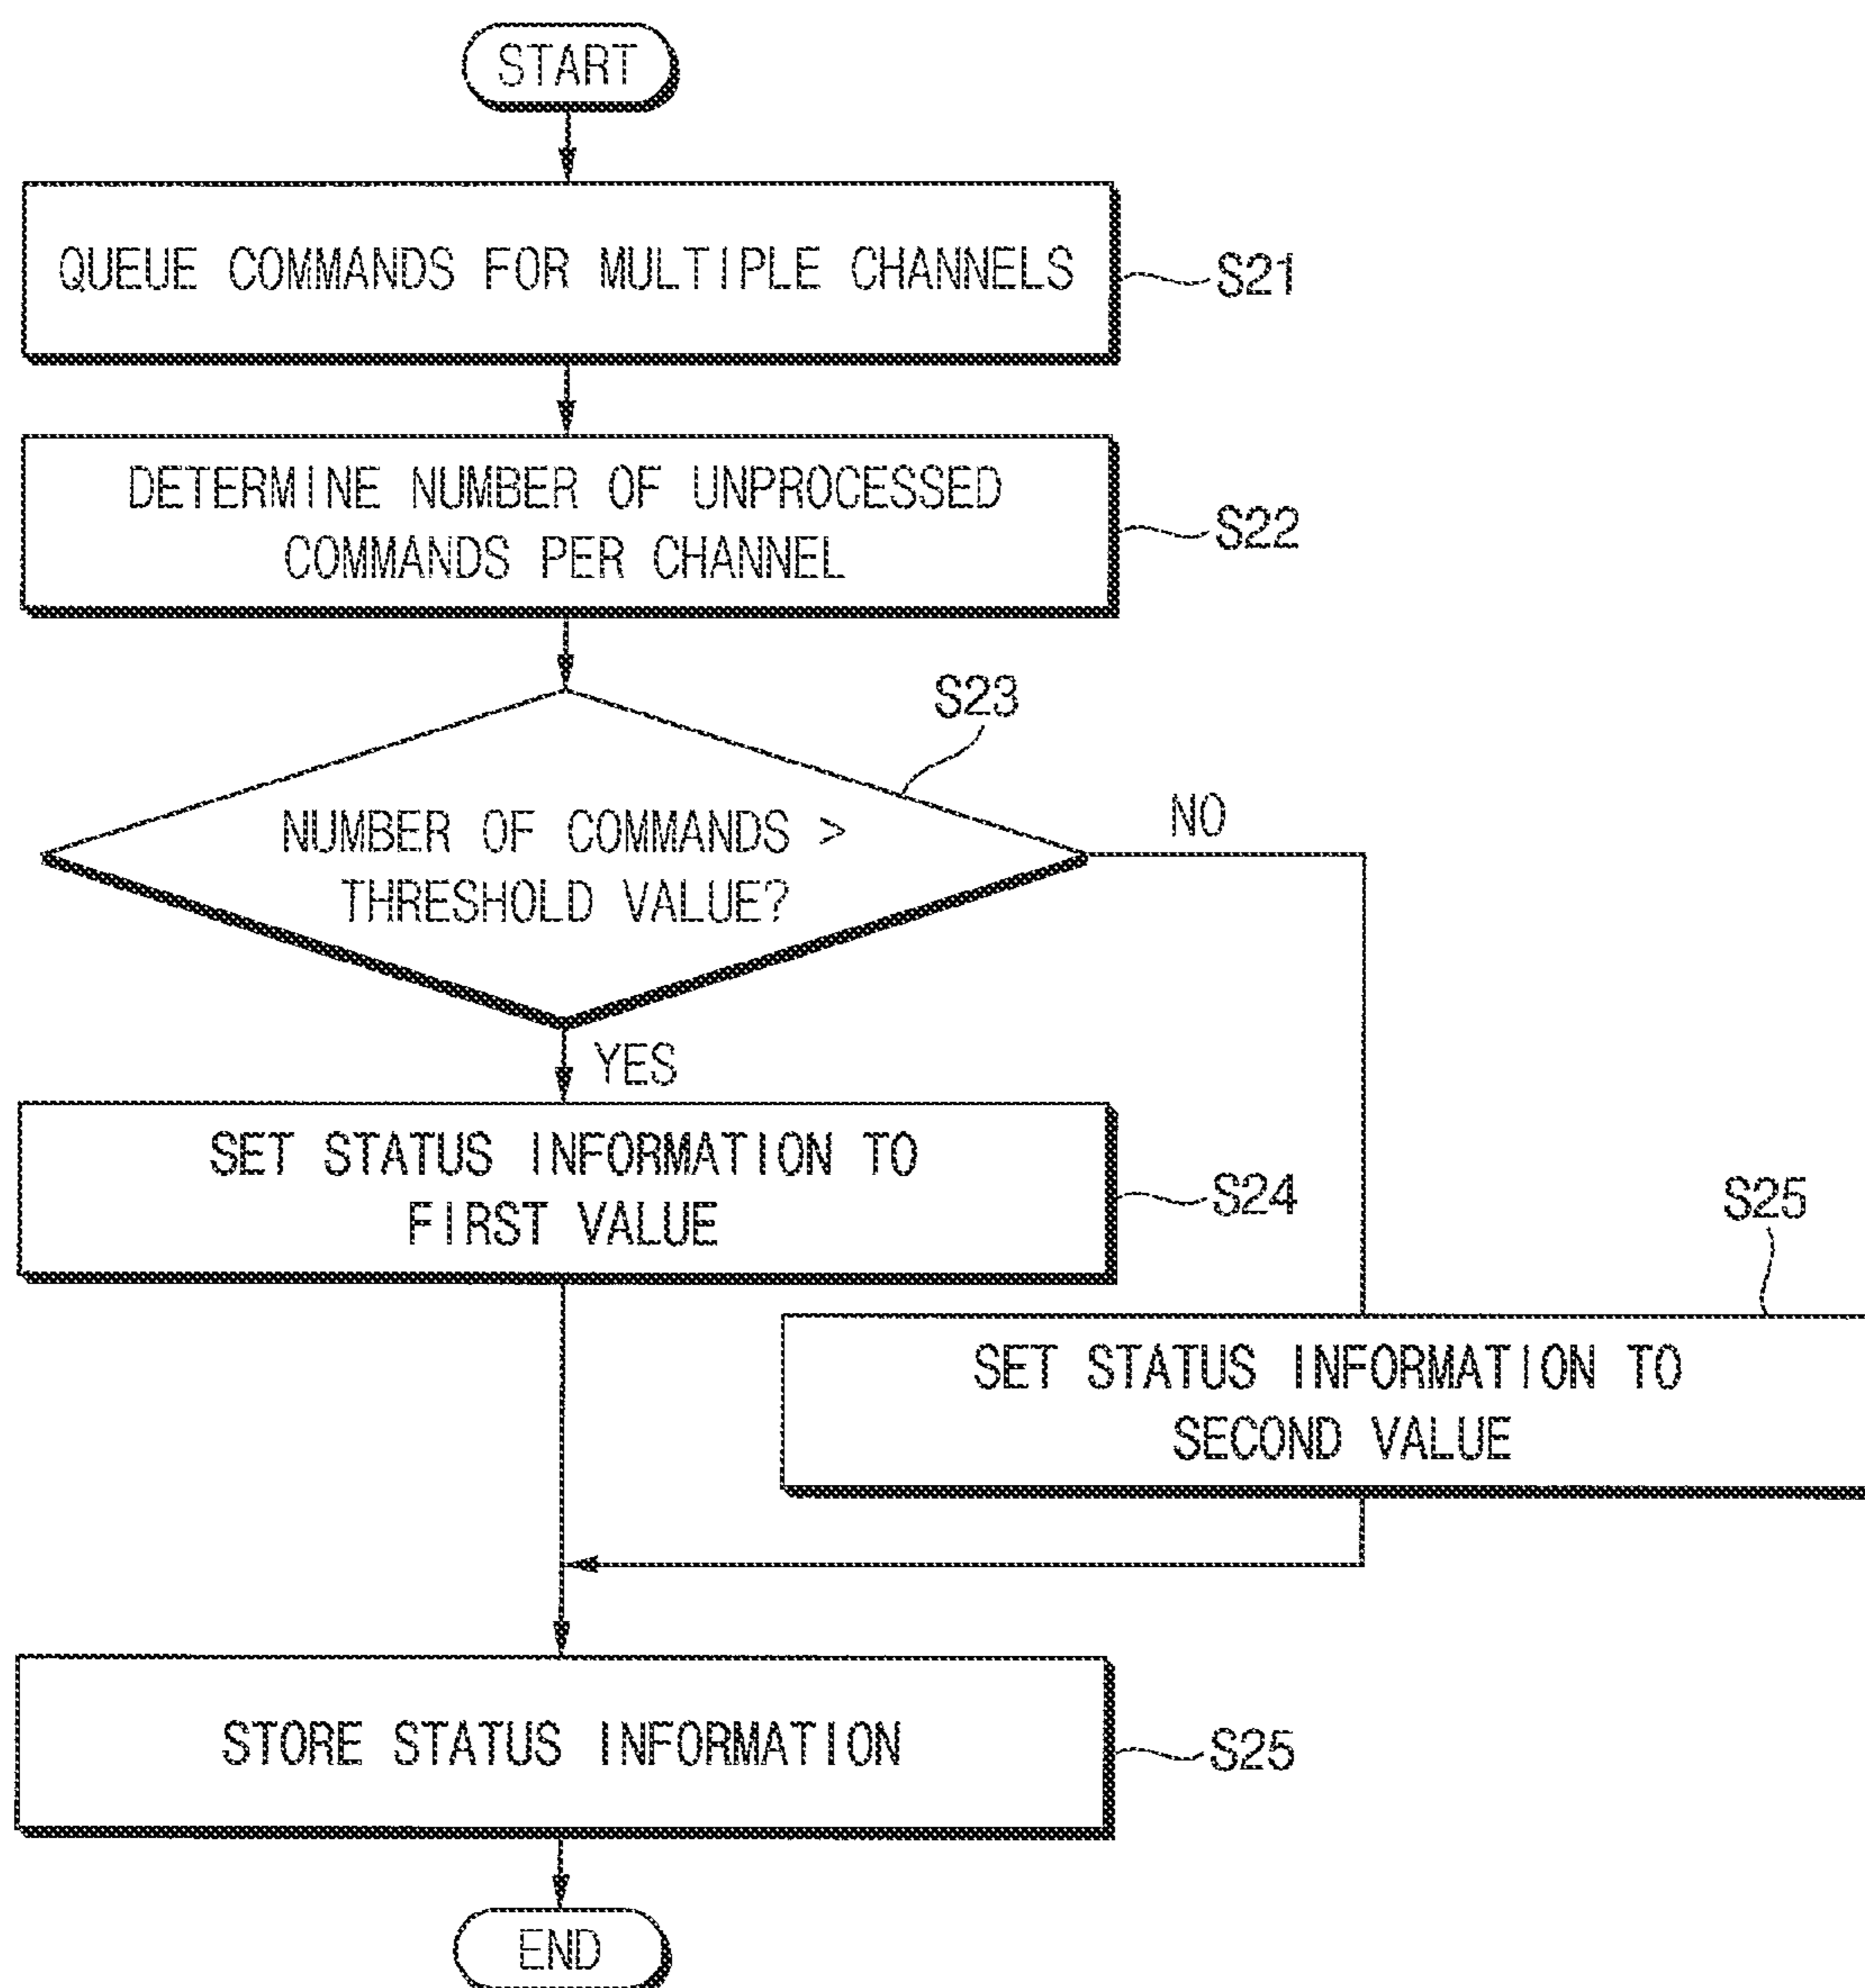 START
QUEUE COMMANDS FOR MULTIPLE CHANNELS
S21
DETERMINE NUMBER OF UNPROCESSED
COMMANDS PER CHANNEL
S22
S23
NUMBER OF COMMANDS >
THRESHOLD VALUE?
NO
YES
SET STATUS INFORMATION TO
FIRST VALUE
S24
S25
SET STATUS INFORMATION TO
SECOND VALUE
STORE STATUS INFORMATION
S25
END